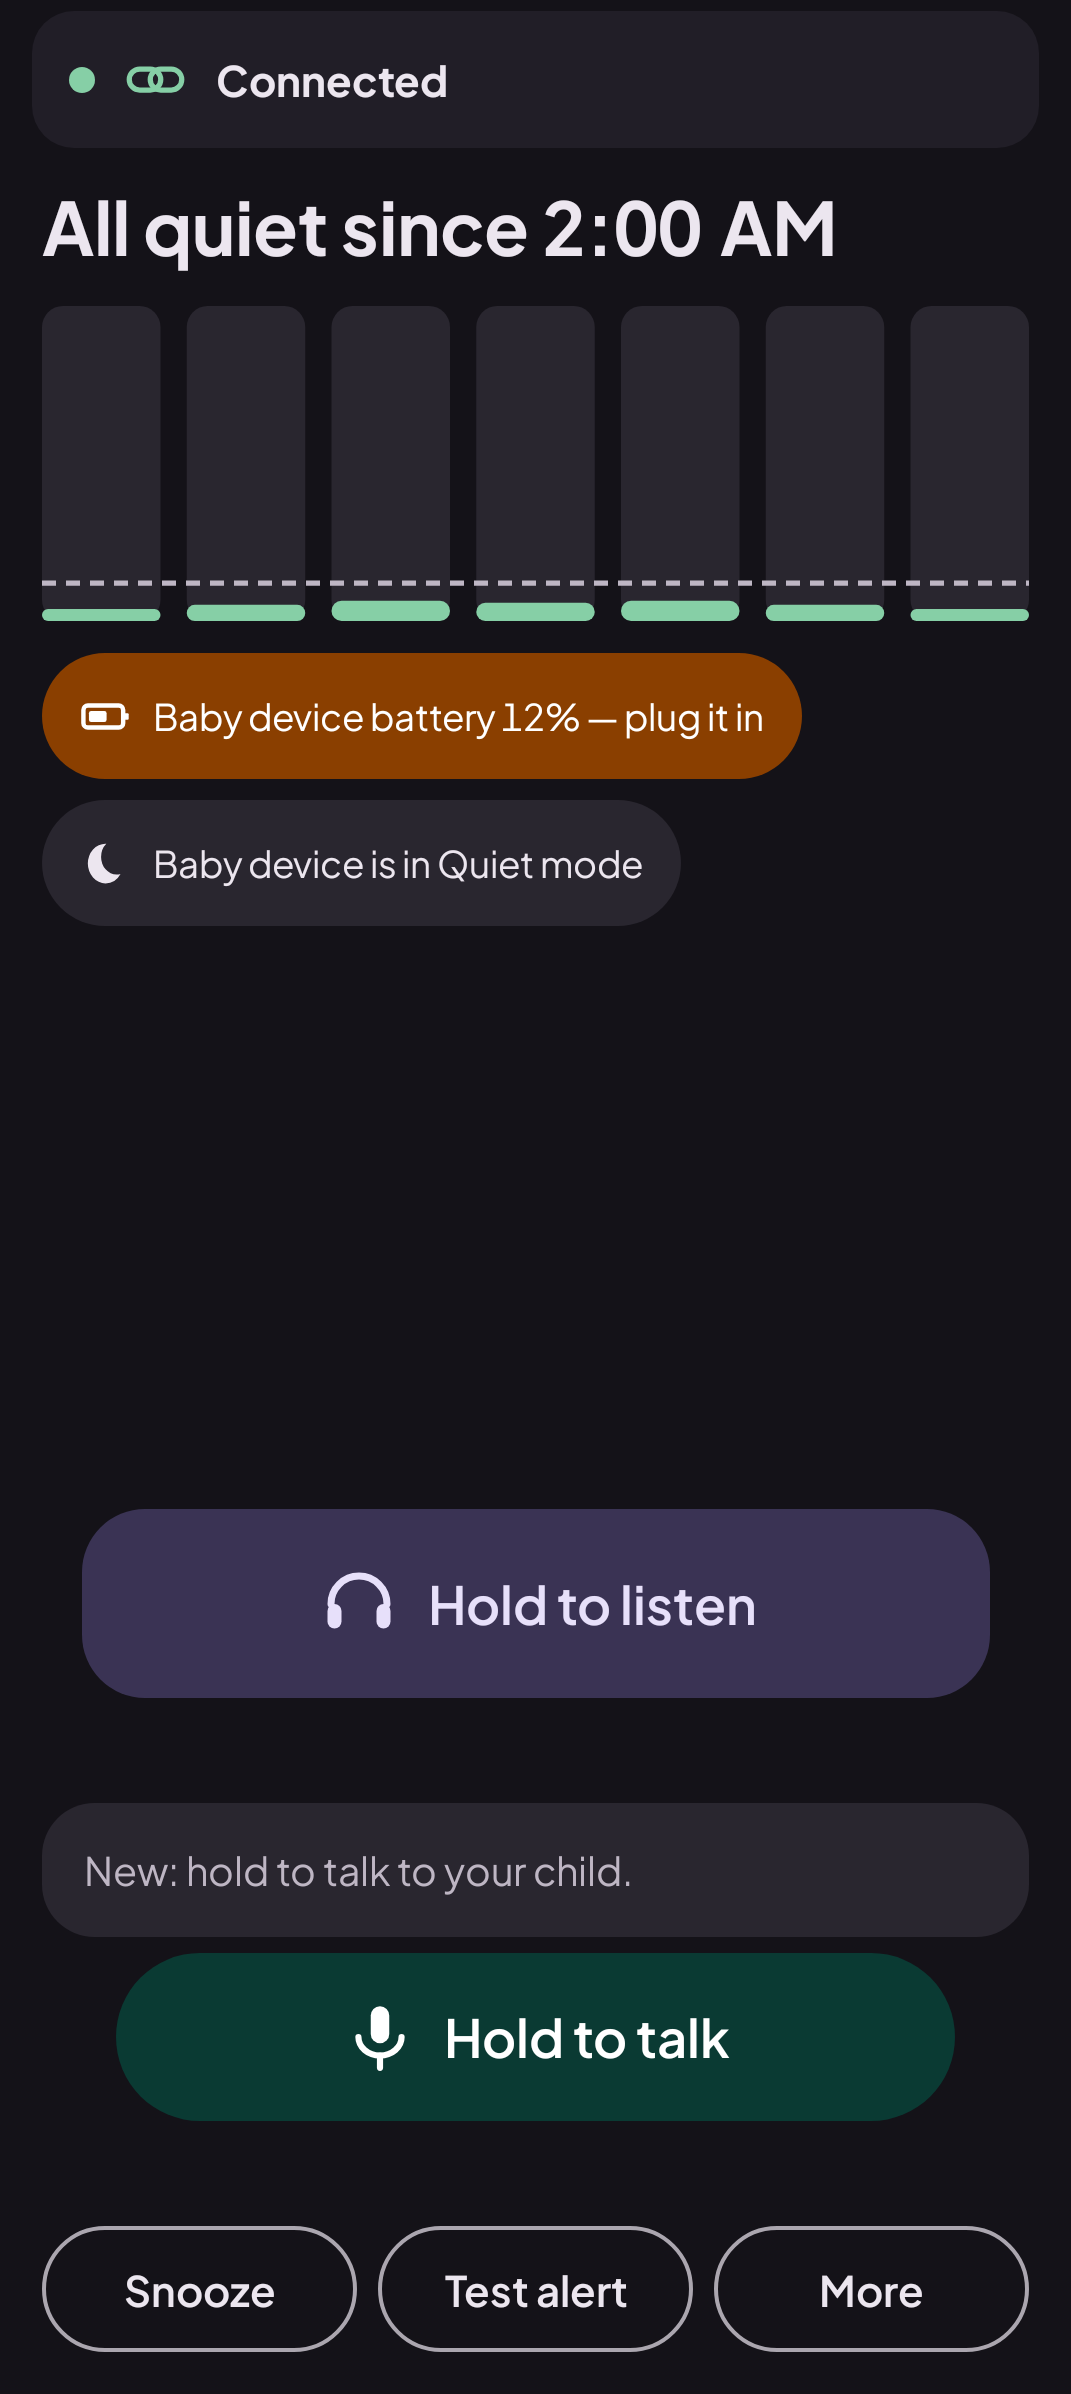 Connected
All quiet since 2:00 AM
Baby device battery 12% — plug it in
Baby device is in Quiet mode
Hold to listen
New: hold to talk to your child.
Hold to talk
Snooze
Test alert
More